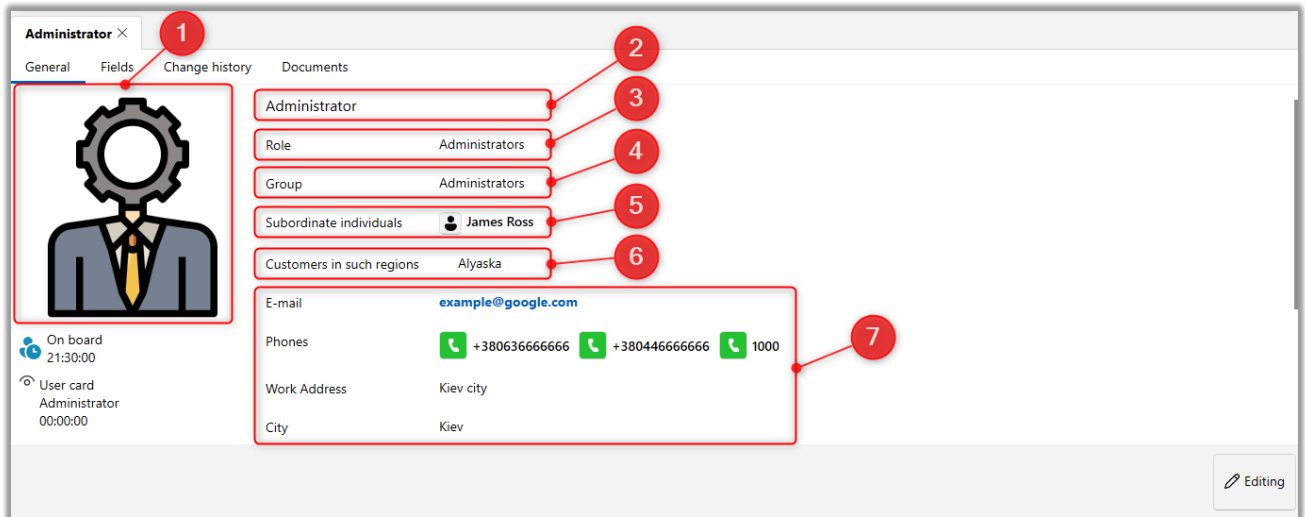 Administrator
1
General Fields Change history Documents
2
Administrator
3
Role Administrators
4
Group Administrators
5
Subordinate individuals James Ross
6
Customers in such regions Alyaska
E-mail example@google.com
7
Phones +380636666666 +380446666666 1000
On board
21:30:00
User card
Administrator
00:00:00
Work Address Kiev city
City Kiev
Editing